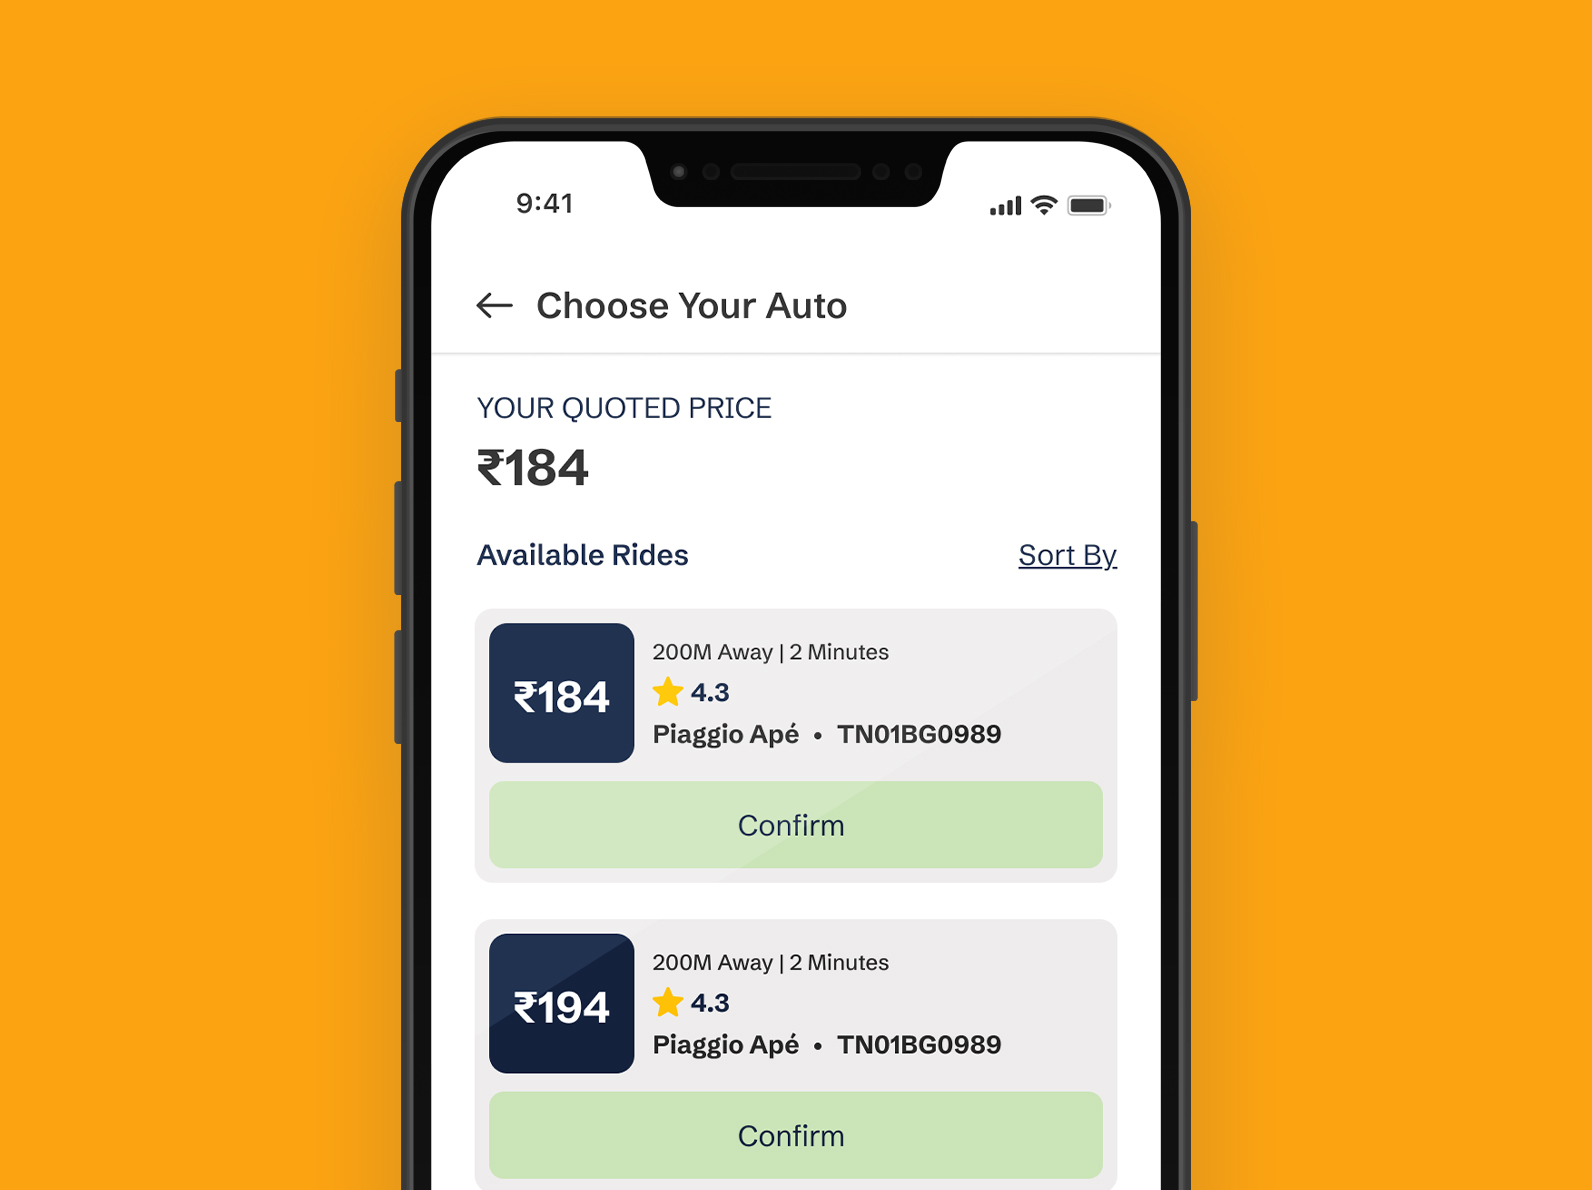 9:41
Choose Your Auto
YOUR QUOTED PRICE
₹184
Available Rides
Sort By
₹184
200M Away | 2 Minutes
4.3
Piaggio Apé • TN01BG0989
Confirm
₹194
200M Away | 2 Minutes
4.3
Piaggio Apé • TN01BG0989
Confirm